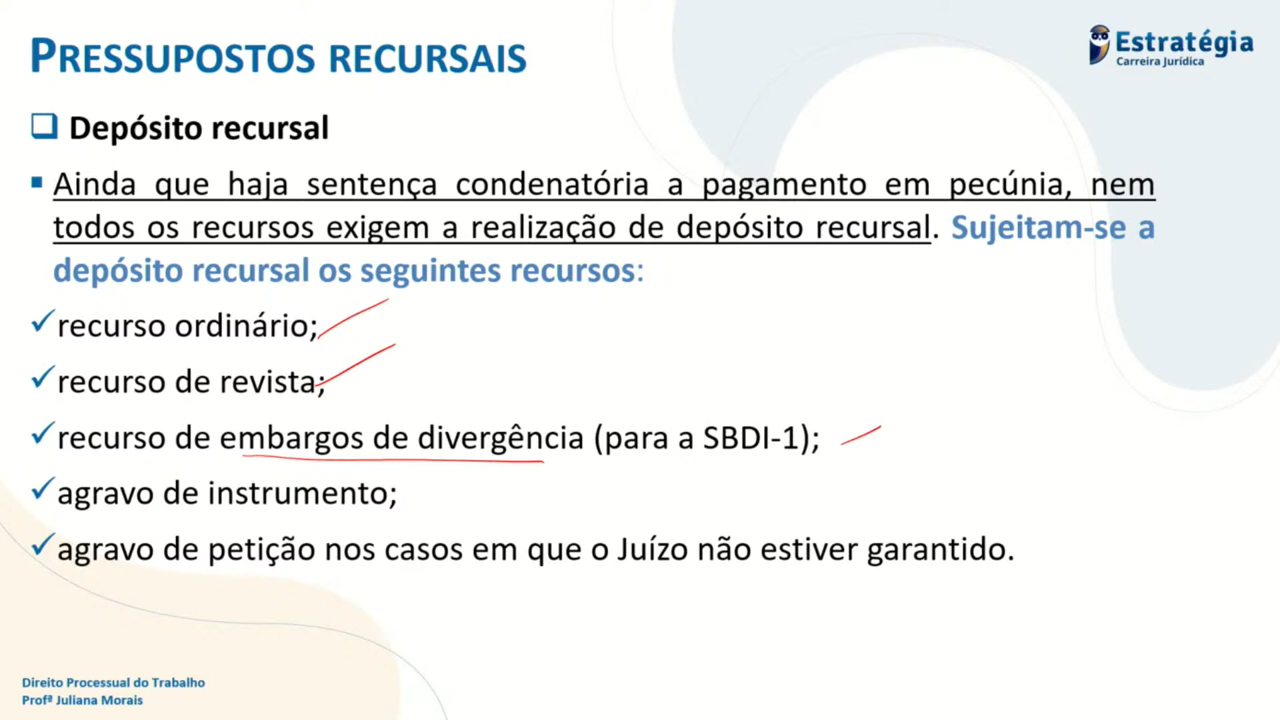 PRESSUPOSTOS RECURSAIS
Estratégia
Carreira Jurídica
Depósito recursal
Ainda que haja sentença condenatória a pagamento em pecúnia, nem
todos os recursos exigem a realização de depósito recursal. Sujeitam-se a
depósito recursal os seguintes recursos:
recurso ordinário;
recurso de revista;
recurso de embargos de divergência (para a SBDI-1);
agravo de instrumento;
agravo de petição nos casos em que o Juízo não estiver garantido.
Direito Processual do Trabalho
Profª Juliana Morais